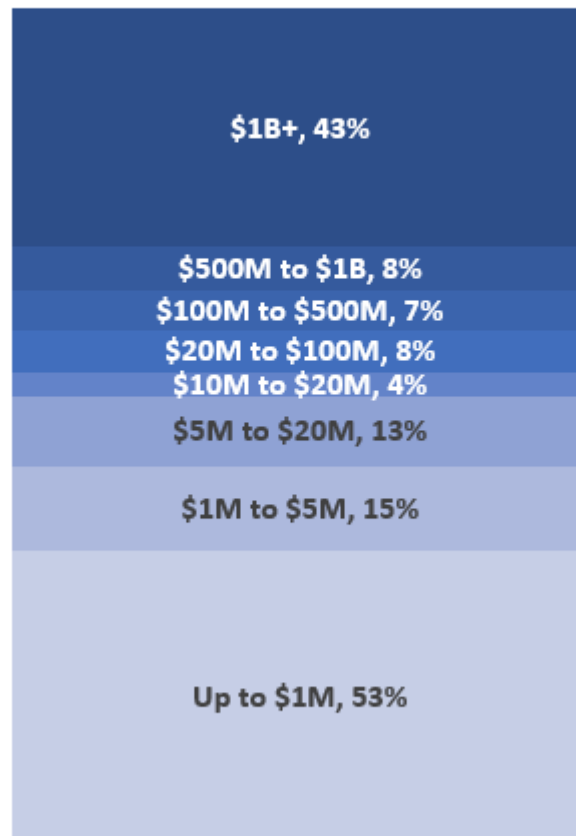 $1B+, 43%
$500M to $1B, 8%
$100M to $500M, 7%
$20M to $100M, 8%
$10M to $20M, 4%
$5M to $20M, 13%
$1M to $5M, 15%
Up to $1M, 53%